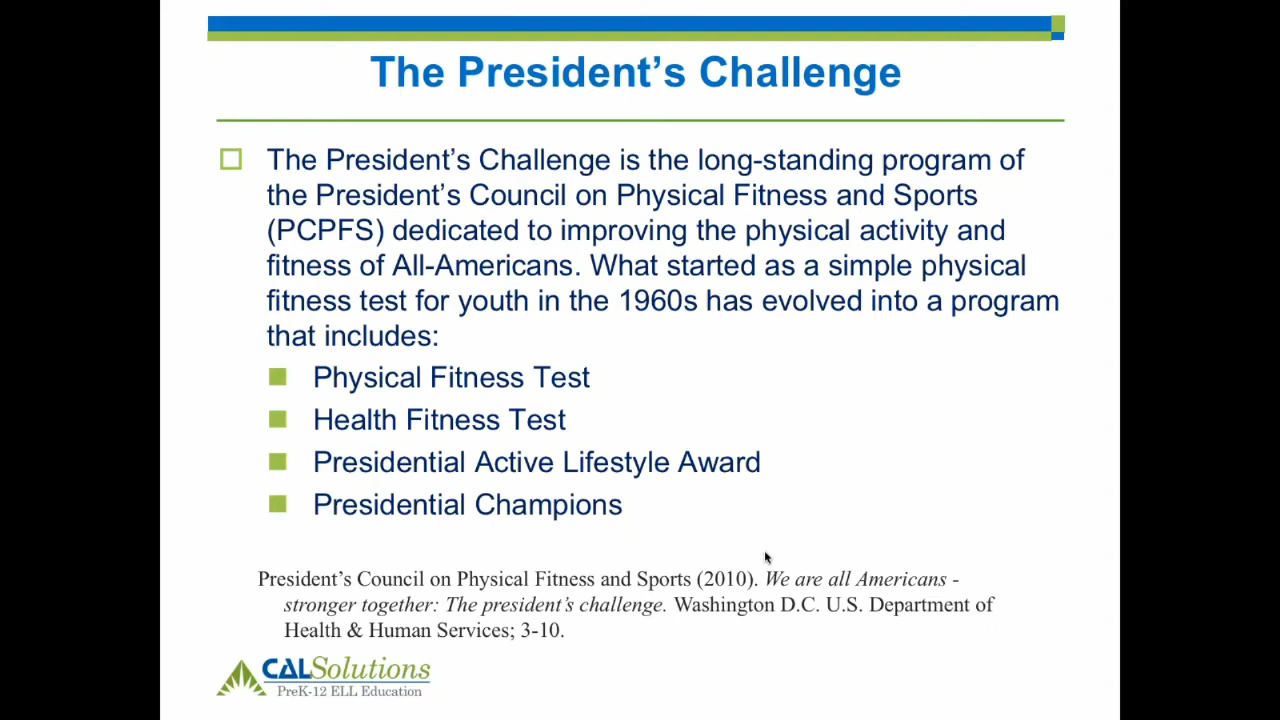 The President’s Challenge
The President’s Challenge is the long-standing program of
the President’s Council on Physical Fitness and Sports
(PCPFS) dedicated to improving the physical activity and
fitness of All-Americans. What started as a simple physical
fitness test for youth in the 1960s has evolved into a program
that includes:
Physical Fitness Test
Health Fitness Test
Presidential Active Lifestyle Award
Presidential Champions
President’s Council on Physical Fitness and Sports (2010). We are all Americans -
stronger together: The president’s challenge. Washington D.C. U.S. Department of
Health & Human Services; 3-10.
CALSolutions
PreK-12 ELL Education